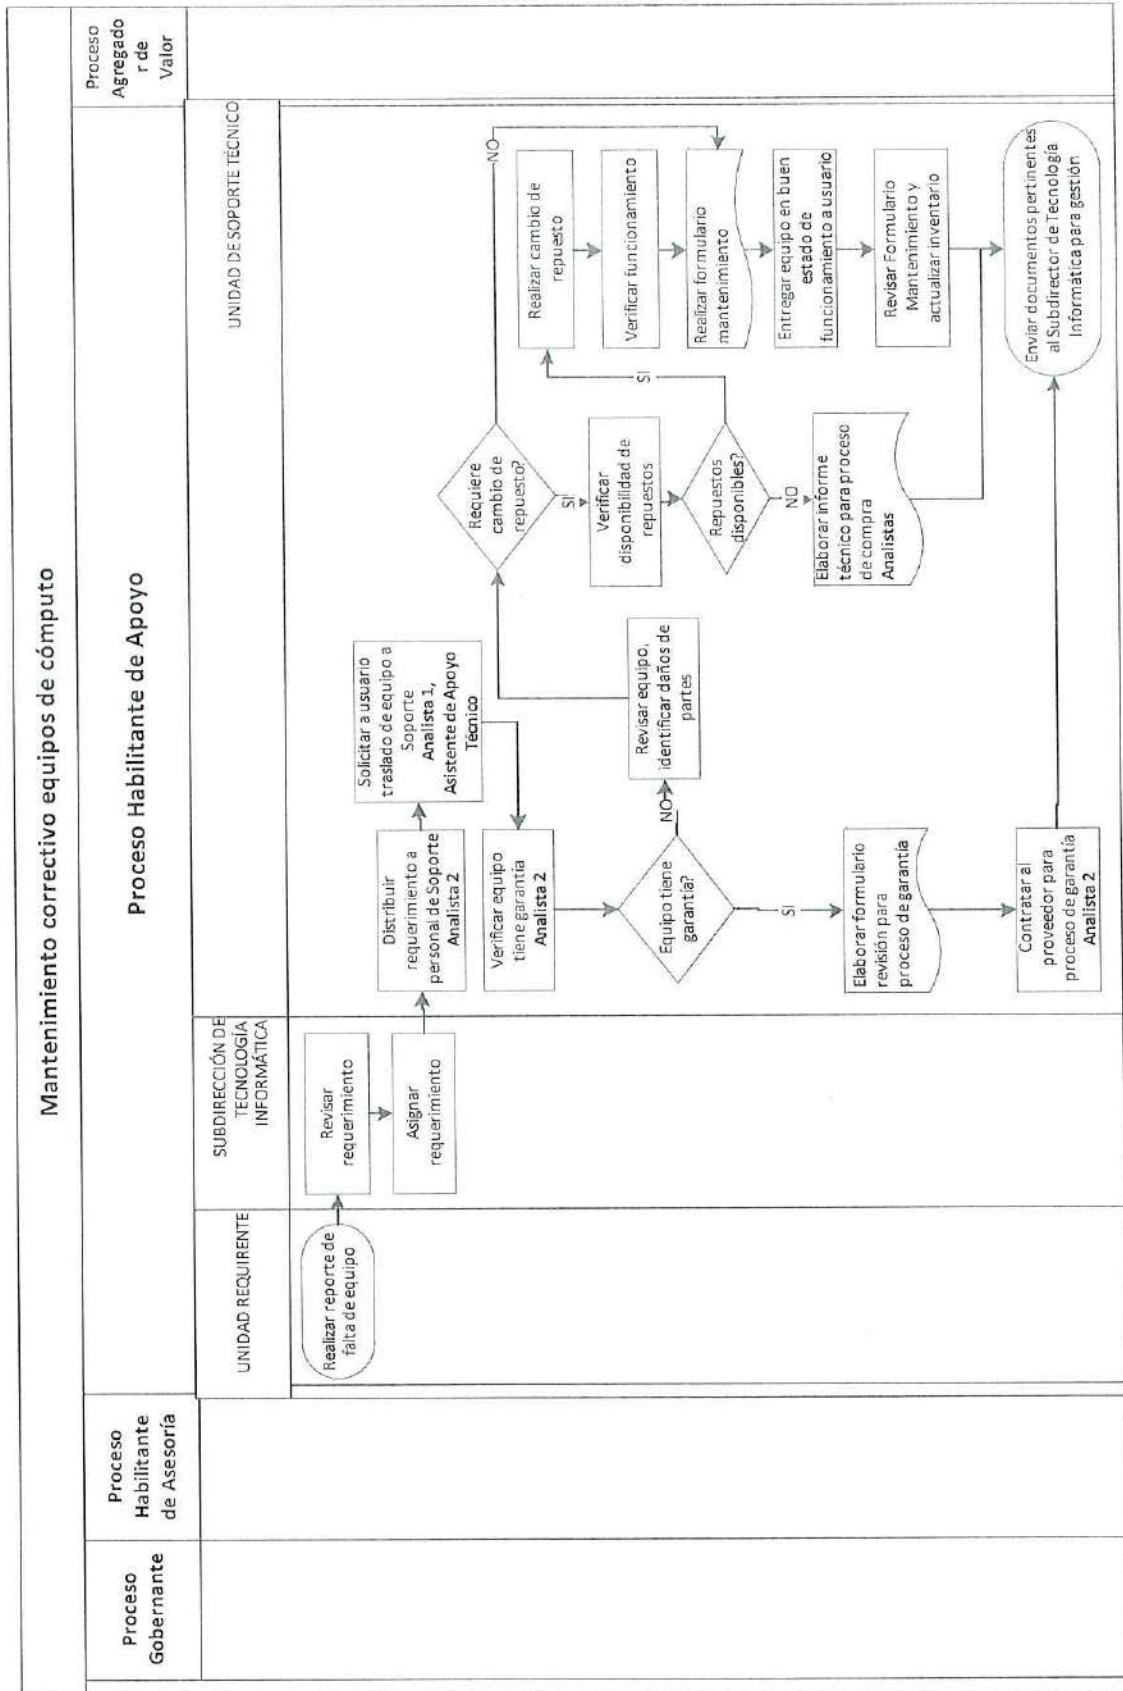 Mantenimiento correctivo equipos de cómputo
Proceso
Gobernante
Proceso
Habilitante
de Asesoría
Proceso Habilitante de Apoyo
Proceso
Agregado
r de
Valor
UNIDAD REQUIRENTE
SUBDIRECCIÓN DE
TECNOLOGÍA
INFORMÁTICA
UNIDAD DE SOPORTE TÉCNICO
Realizar reporte de
falta de equipo
Revisar
requerimiento
Asignar
requerimiento
Distribuir
requerimiento a
personal de Soporte
Analista 2
Solicitar a usuario
traslado de equipo a
Soporte
Analista 1,
Asistente de Apoyo
Técnico
Verificar equipo
tiene garantía
Analista 2
Equipo tiene
garantía?
NO
Revisar equipo,
identificar daños de
partes
SI
Elaborar formulario
revisión para
proceso de garantía
Contratar al
proveedor para
proceso de garantía
Analista 2
Requiere
cambio de
repuesto?
NO
SI
Verificar
disponibilidad de
repuestos
Repuestos
disponibles?
SI
NO
Elaborar informe
técnico para proceso
de compra
Analistas
Realizar cambio de
repuesto
Verificar funcionamiento
Realizar formulario
mantenimiento
Entregar equipo en buen
estado de
funcionamiento a usuario
Revisar Formulario
Mantenimiento y
actualizar inventario
Enviar documentos pertinentes
al Subdirector de Tecnología
Informática para gestión